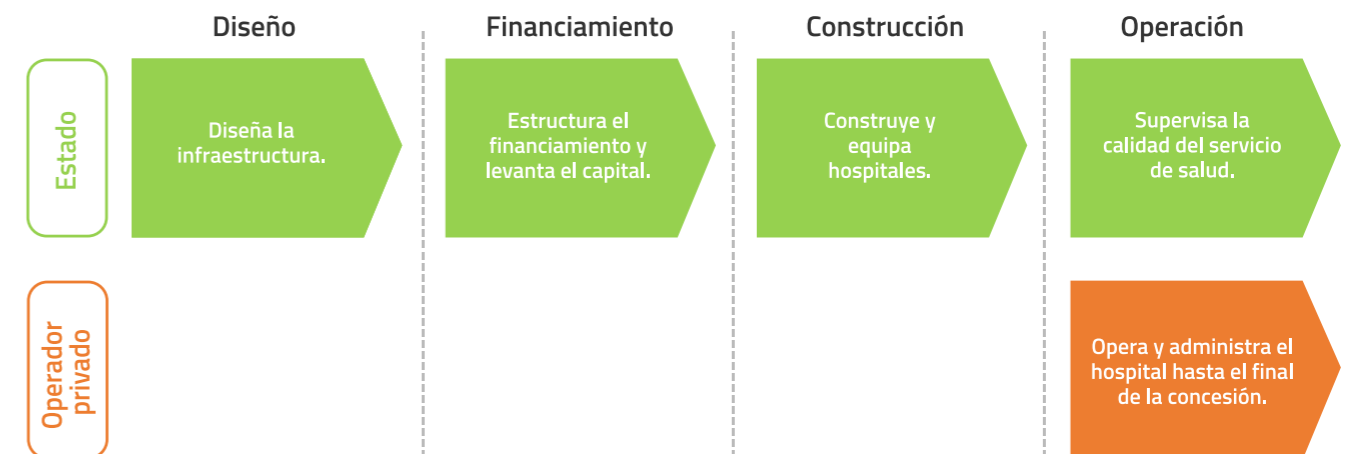 Diseño
Financiamiento
Construcción
Operación
Estado
Diseña la
infraestructura.
Estructura el
financiamiento y
levanta el capital.
Construye y
equipa
hospitales.
Supervisa la
calidad del servicio
de salud.
Operador
privado
Opera y administra el
hospital hasta el final
de la concesión.